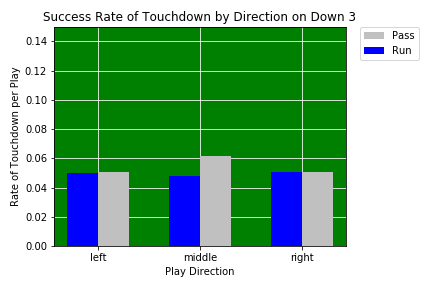 Success Rate of Touchdown by Direction on Down 3
Pass
Run
Rate of Touchdown per Play
0.14
0.12
0.10
0.08
0.06
0.04
0.02
0.00
left middle right
Play Direction